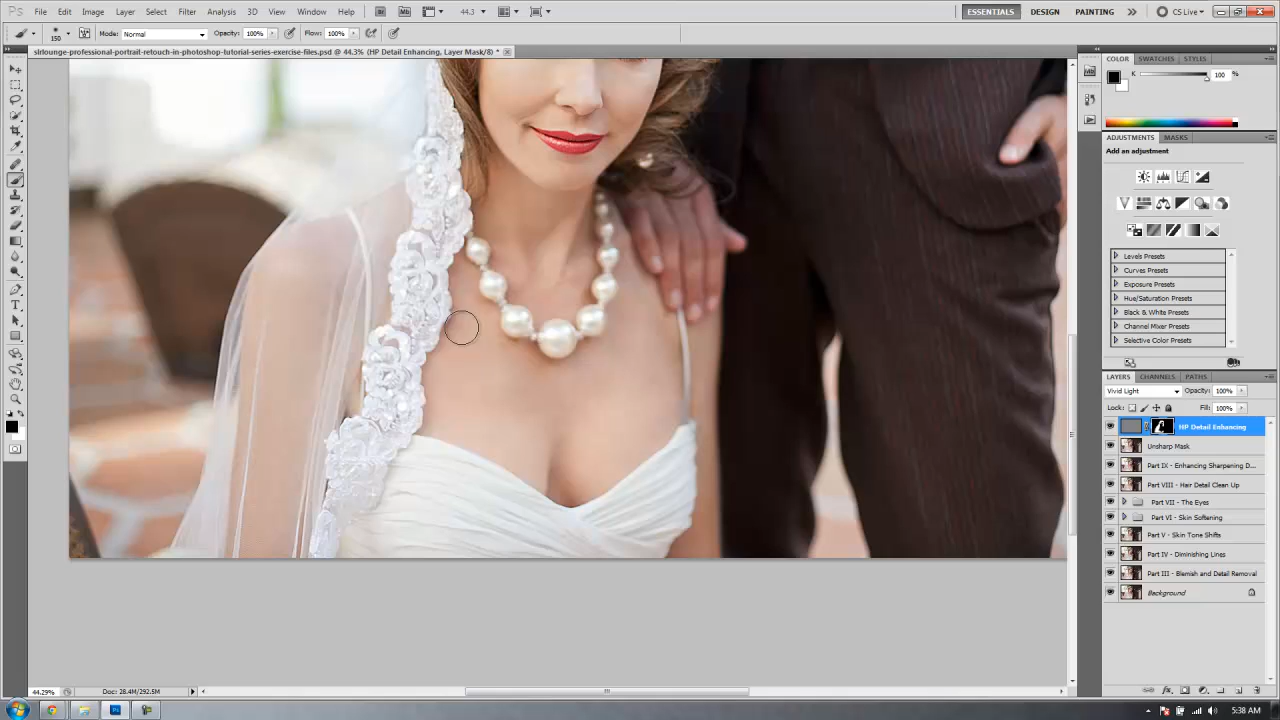 Ps File Edit Image Layer Select Filter Analysis 3D View Window Help Br Mb 44.3 ESSENTIALS DESIGN PAINTING CS Live
150 Mode: Normal Opacity: 100% Flow: 100%
slrlounge-professional-portrait-retouch-in-photoshop-tutorial-series-exercise-files.psd @ 44.3% (HP Detail Enhancing, Layer Mask/8) *
COLOR SWATCHES STYLES
K 100 %
ADJUSTMENTS MASKS
Add an adjustment
Levels Presets
Curves Presets
Exposure Presets
Hue/Saturation Presets
Black & White Presets
Channel Mixer Presets
Selective Color Presets
LAYERS CHANNELS PATHS
Vivid Light Opacity: 100%
Lock: Fill: 100%
HP Detail Enhancing
Unsharp Mask
Part IX - Enhancing Sharpening D...
Part VIII - Hair Detail Clean Up
Part VII - The Eyes
Part VI - Skin Softening
Part V - Skin Tone Shifts
Part IV - Diminishing Lines
Part III - Blemish and Detail Removal
Background
44.29% Doc: 28.4M/292.5M
5:38 AM